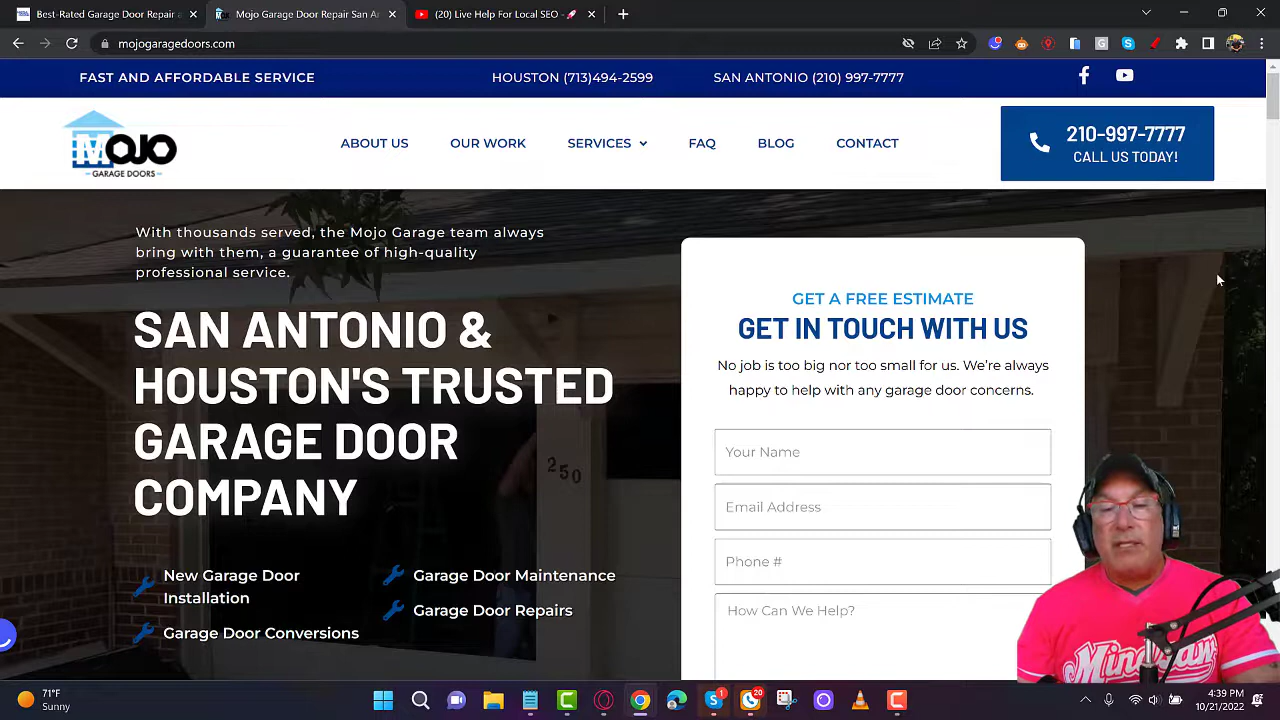 Best-Rated Garage Door Repair
Mojo Garage Door Repair San An
(20) Live Help For Local SEO - 🚀
mojogaragedoors.com
FAST AND AFFORDABLE SERVICE
HOUSTON (713)494-2599
SAN ANTONIO (210) 997-7777
MOJO
GARAGE DOORS
ABOUT US
OUR WORK
SERVICES
FAQ
BLOG
CONTACT
210-997-7777
CALL US TODAY!
With thousands served, the Mojo Garage team always
bring with them, a guarantee of high-quality
professional service.
SAN ANTONIO &
HOUSTON'S TRUSTED
GARAGE DOOR
COMPANY
New Garage Door
Installation
Garage Door Conversions
Garage Door Maintenance
Garage Door Repairs
250
GET A FREE ESTIMATE
GET IN TOUCH WITH US
No job is too big nor too small for us. We're always
happy to help with any garage door concerns.
Your Name
Email Address
Phone #
How Can We Help?
71°F
Sunny
1
20
4:39 PM
10/21/2022